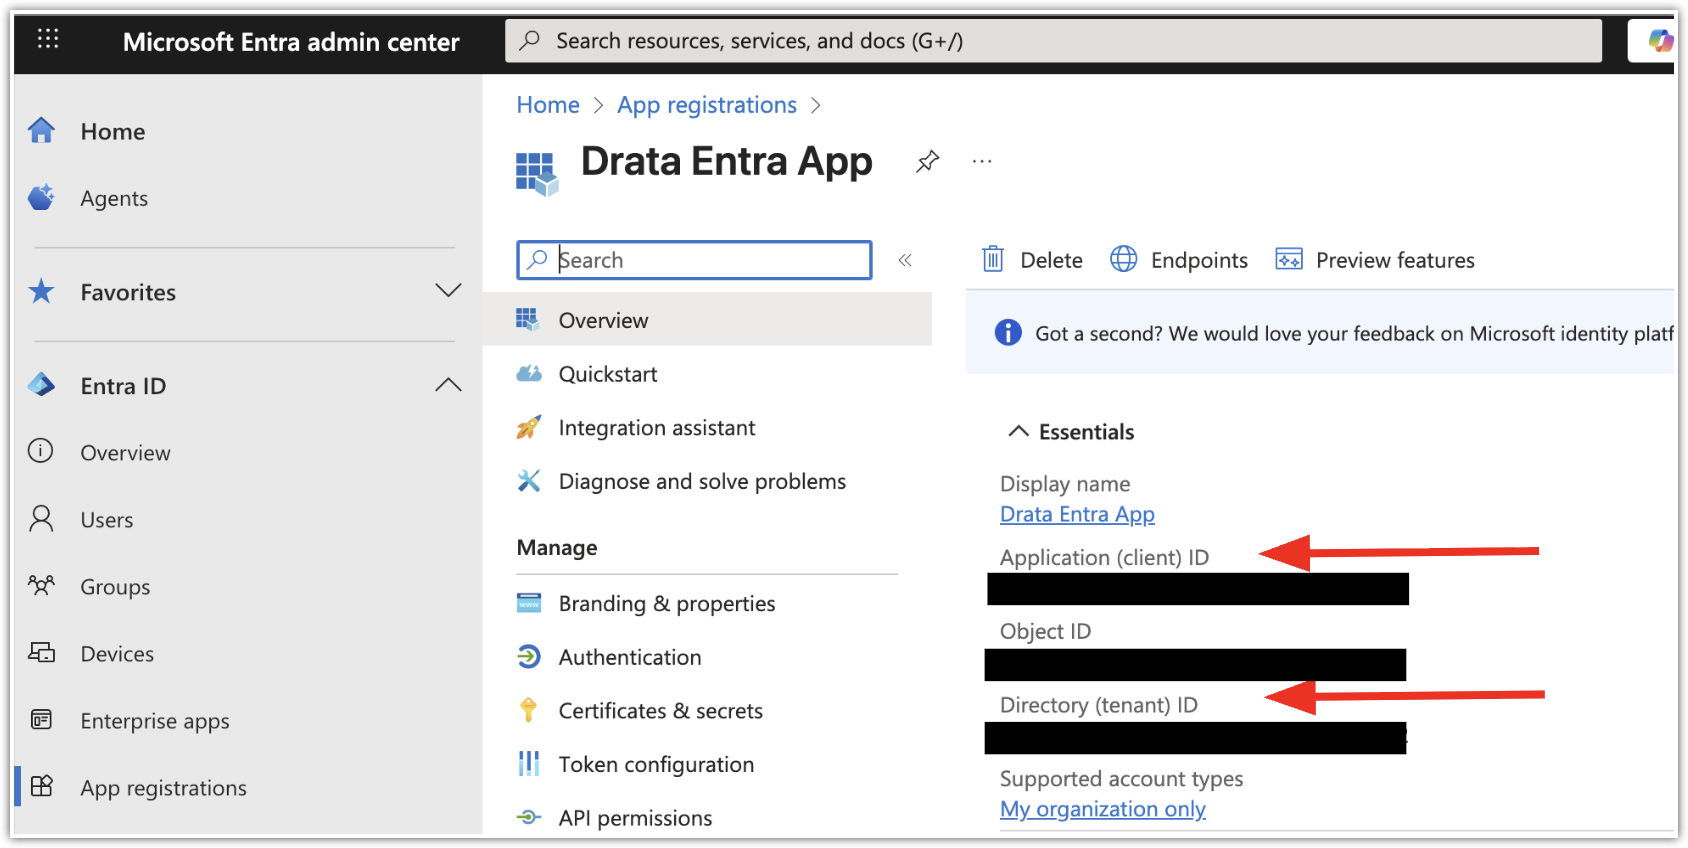 Microsoft Entra admin center
Search resources, services, and docs (G+/)
Home
Agents
Favorites
Entra ID
Overview
Users
Groups
Devices
Enterprise apps
App registrations
Home > App registrations >
Drata Entra App
Search
Overview
Quickstart
Integration assistant
Diagnose and solve problems
Manage
Branding & properties
Authentication
Certificates & secrets
Token configuration
API permissions
Delete
Endpoints
Preview features
Got a second? We would love your feedback on Microsoft identity platf
Essentials
Display name
Drata Entra App
Application (client) ID
Object ID
Directory (tenant) ID
Supported account types
My organization only